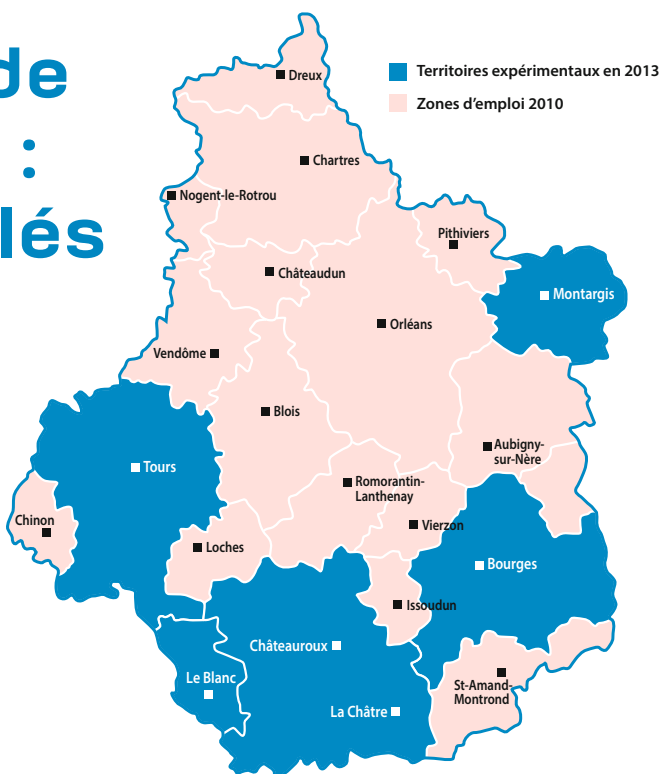 de
:
lés
Territoires expérimentaux en 2013
Zones d'emploi 2010
Dreux
Chartres
Nogent-le-Rotrou
Pithiviers
Châteaudun
Montargis
Orléans
Vendôme
Blois
Aubigny-
sur-Nère
Tours
Romorantin-
Lanthenay
Chinon
Vierzon
Loches
Bourges
Issoudun
Châteauroux
Le Blanc
St-Amand-
Montrond
La Châtre